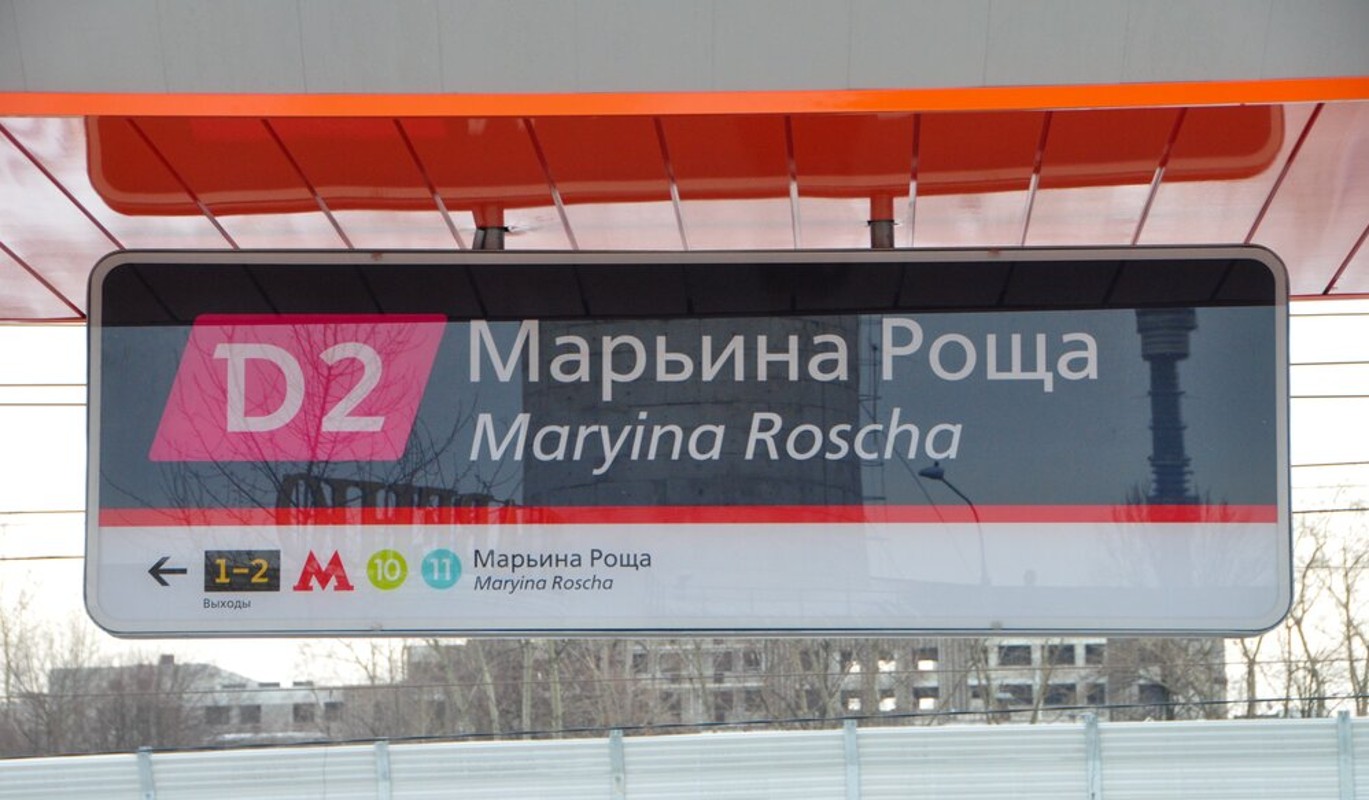 D2 Марьина Роща
Maryina Roscha
← 1-2 М 10 11 Марьина Роща
Maryina Roscha
Выходы